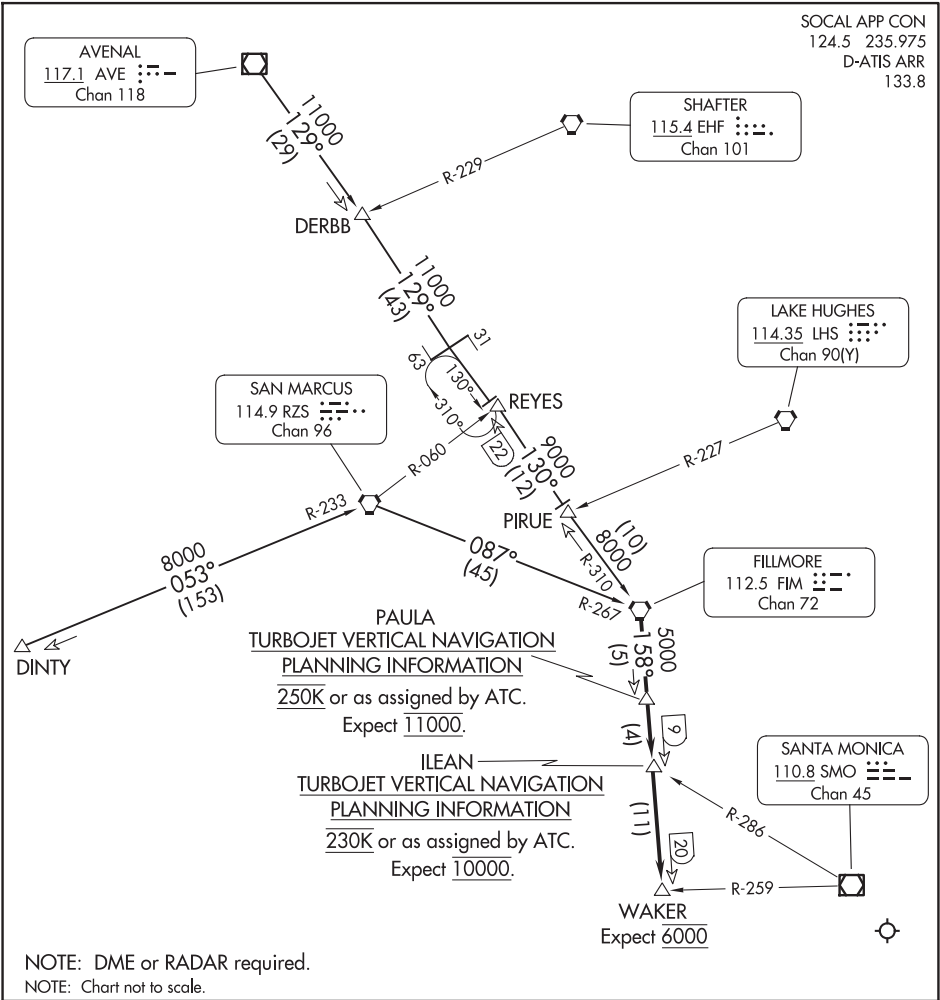 SOCAL APP CON
124.5 235.975
D-ATIS ARR
133.8
AVENAL
117.1 AVE
Chan 118
SHAFTER
115.4 EHF
Chan 101
11000
129°
(29)
R-229
DERBB
11000
129°
(43)
LAKE HUGHES
114.35 LHS
Chan 90(Y)
31
63
130°
310°
REYES
22
SAN MARCUS
114.9 RZS
Chan 96
R-060
9000
130°
(12)
R-227
R-233
PIRUE
(10)
8000
R-310
087°
(45)
R-267
8000
053°
(153)
DINTY
FILLMORE
112.5 FIM
Chan 72
5000
158°
(5)
PAULA
TURBOJET VERTICAL NAVIGATION
PLANNING INFORMATION
250K or as assigned by ATC.
Expect 11000.
(4)
9
ILEAN
TURBOJET VERTICAL NAVIGATION
PLANNING INFORMATION
230K or as assigned by ATC.
Expect 10000.
SANTA MONICA
110.8 SMO
Chan 45
R-286
(11)
20
R-259
WAKER
Expect 6000
NOTE: DME or RADAR required.
NOTE: Chart not to scale.